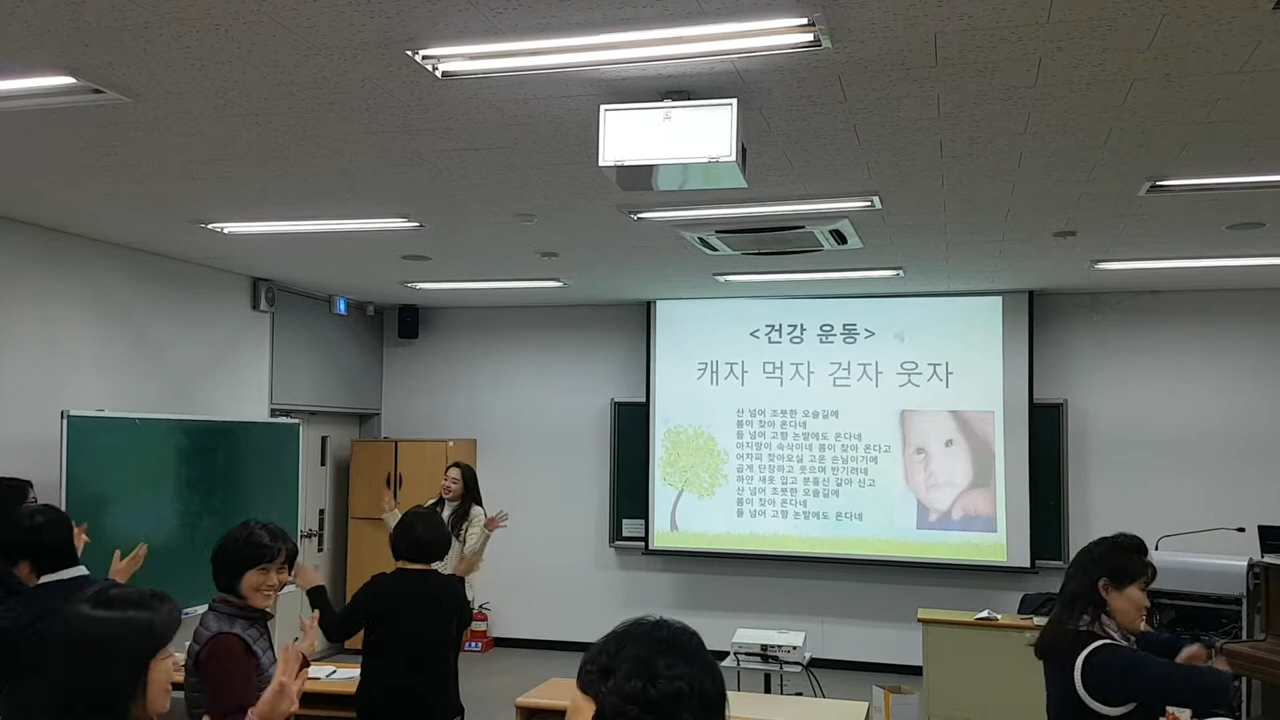 <건강 운동>
캐자 먹자 걷자 웃자
산 넘어 조붓한 오솔길에
봄이 찾아 온다네
들 넘어 고향 논밭에도 온다네
아지랑이 속삭이네 봄이 찾아 온다고
어차피 찾아오실 고운 손님이기에
곱게 단장하고 웃으며 반기려네
하얀 새옷 입고 분홍신 갈아 신고
산 넘어 조붓한 오솔길에
봄이 찾아 온다네
들 넘어 고향 논밭에도 온다네